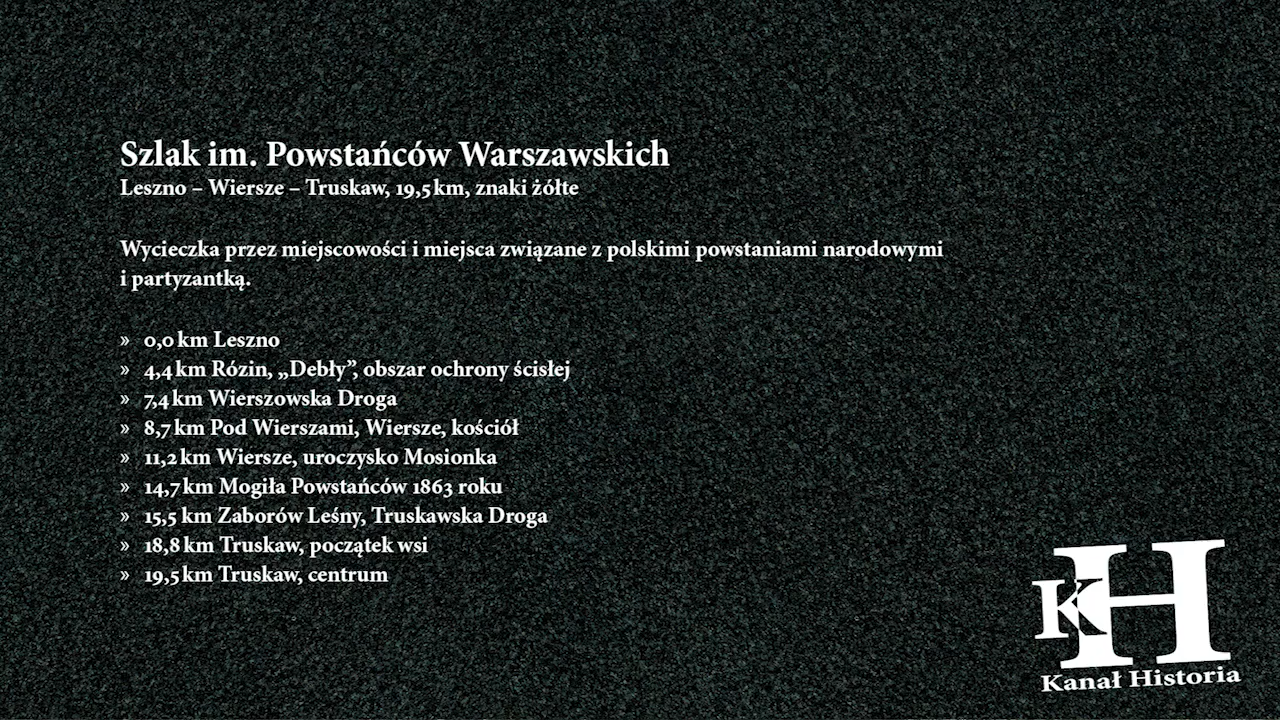 Szlak im. Powstańców Warszawskich
Leszno – Wiersze – Truskaw, 19,5 km, znaki żółte
Wycieczka przez miejscowości i miejsca związane z polskimi powstaniami narodowymi
i partyzantką.
» 0,0 km Leszno
» 4,4 km Rózin, „Debły”, obszar ochrony ścisłej
» 7,4 km Wierszowska Droga
» 8,7 km Pod Wierszami, Wiersze, kościół
» 11,2 km Wiersze, uroczysko Mosionka
» 14,7 km Mogiła Powstańców 1863 roku
» 15,5 km Zaborów Leśny, Truskawska Droga
» 18,8 km Truskaw, początek wsi
» 19,5 km Truskaw, centrum
KH
Kanał Historia